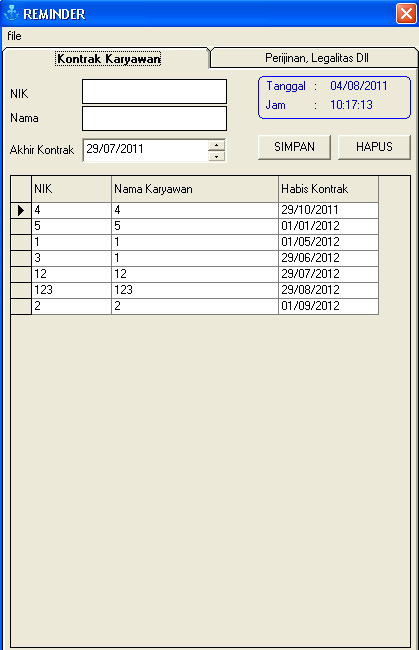 REMINDER
file
Kontrak Karyawan Perijinan, Legalitas Dll
NIK
Nama
Akhir Kontrak 29/07/2011
Tanggal : 04/08/2011
Jam : 10:17:13
SIMPAN HAPUS
NIK Nama Karyawan Habis Kontrak
4 4 29/10/2011
5 5 01/01/2012
1 1 01/05/2012
3 1 29/06/2012
12 12 29/07/2012
123 123 29/08/2012
2 2 01/09/2012